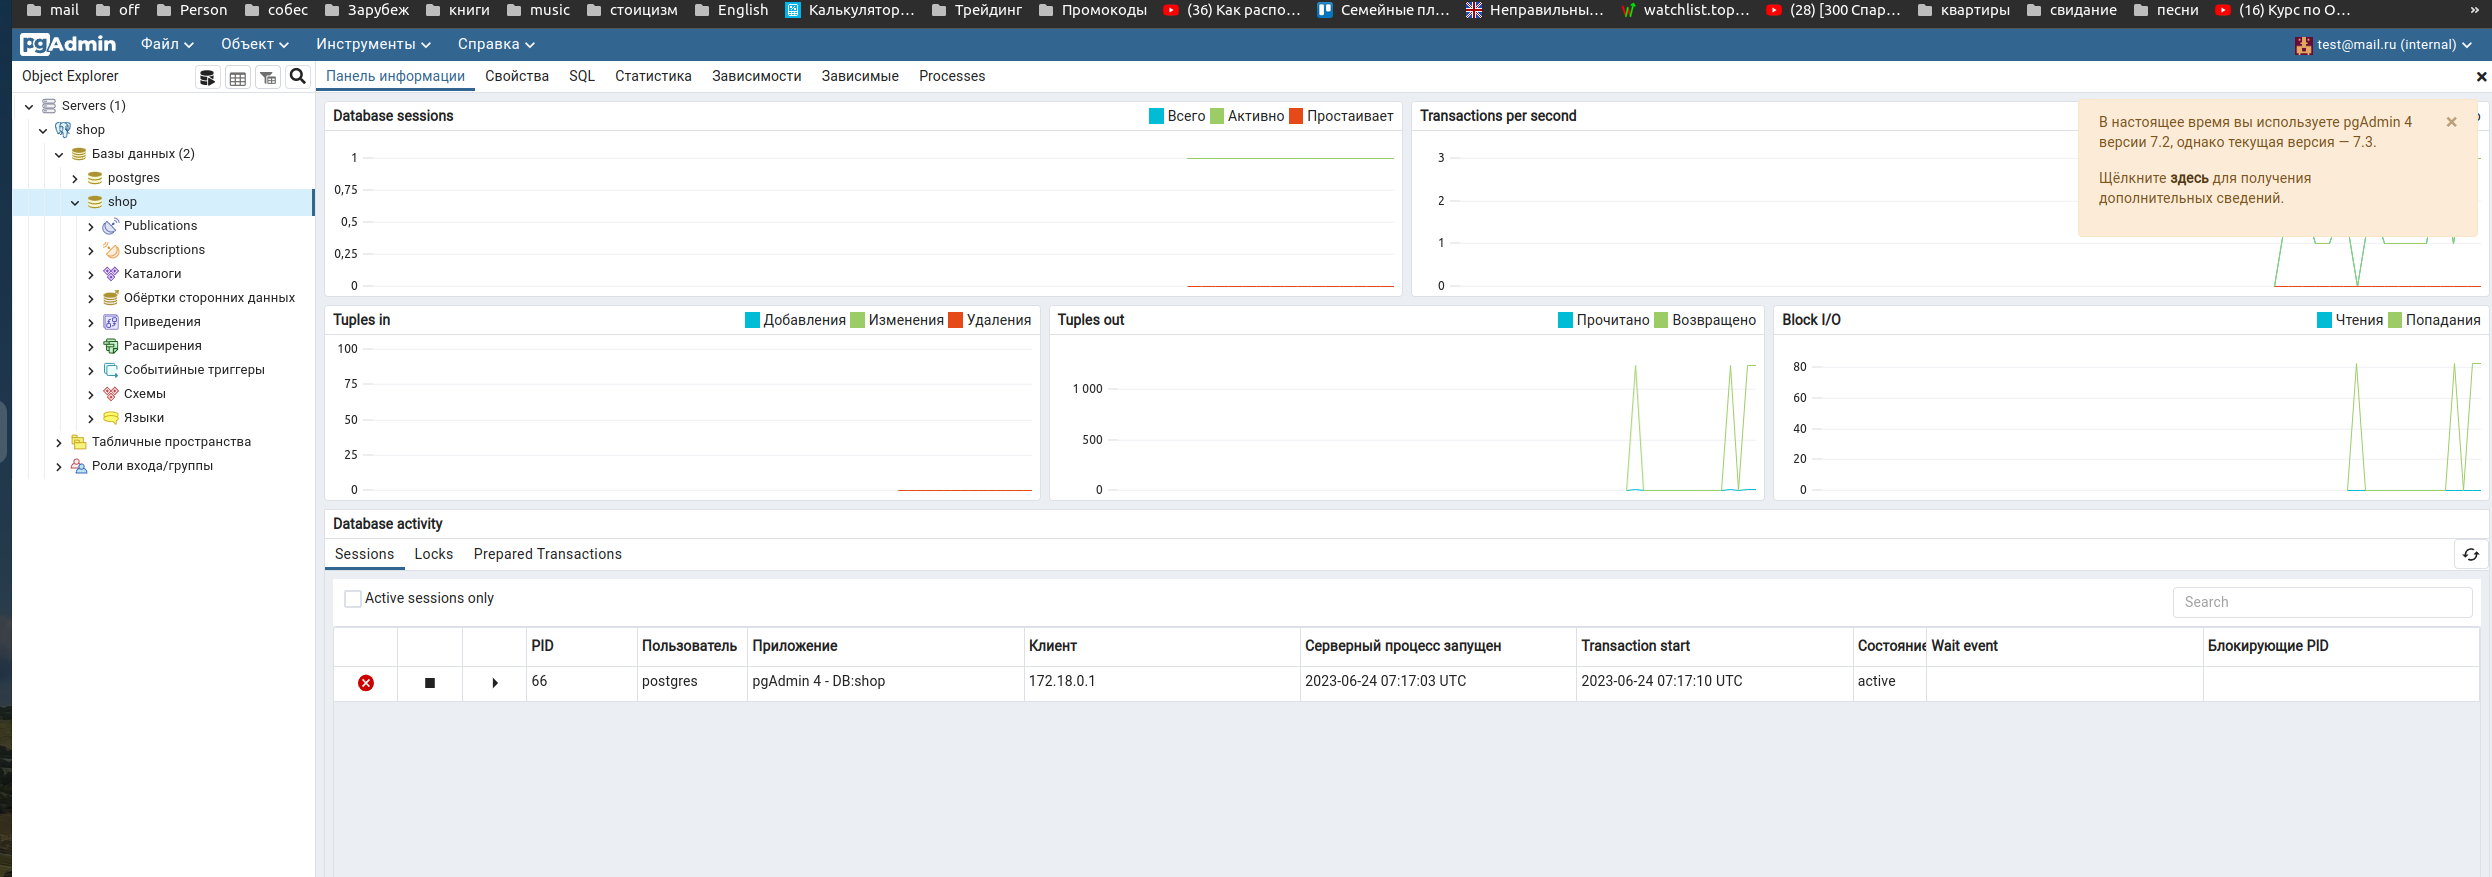 mail off Person собес Зарубеж книги music стоицизм English Калькулятор... Трейдинг Промокоды (36) Как распо... Семейные пл... Неправильны... watchlist.top... (28) [300 Спар... квартиры свидание песни (16) Курс по О... »
pgAdmin Файл Объект Инструменты Справка test@mail.ru (internal)
Object Explorer
Панель информации Свойства SQL Статистика Зависимости Зависимые Processes
Servers (1)
shop
Базы данных (2)
postgres
shop
Publications
Subscriptions
Каталоги
Обёртки сторонних данных
Приведения
Расширения
Событийные триггеры
Схемы
Языки
Табличные пространства
Роли входа/группы
Database sessions Всего Активно Простаивает
1
0,75
0,5
0,25
0
Transactions per second
3
2
1
0
В настоящее время вы используете pgAdmin 4
версии 7.2, однако текущая версия — 7.3.
Щёлкните здесь для получения
дополнительных сведений.
Tuples in Добавления Изменения Удаления
100
75
50
25
0
Tuples out Прочитано Возвращено
1 000
500
0
Block I/O Чтения Попадания
80
60
40
20
0
Database activity
Sessions Locks Prepared Transactions
Active sessions only Search
PID Пользователь Приложение Клиент Серверный процесс запущен Transaction start Состояние Wait event Блокирующие PID
66 postgres pgAdmin 4 - DB:shop 172.18.0.1 2023-06-24 07:17:03 UTC 2023-06-24 07:17:10 UTC active